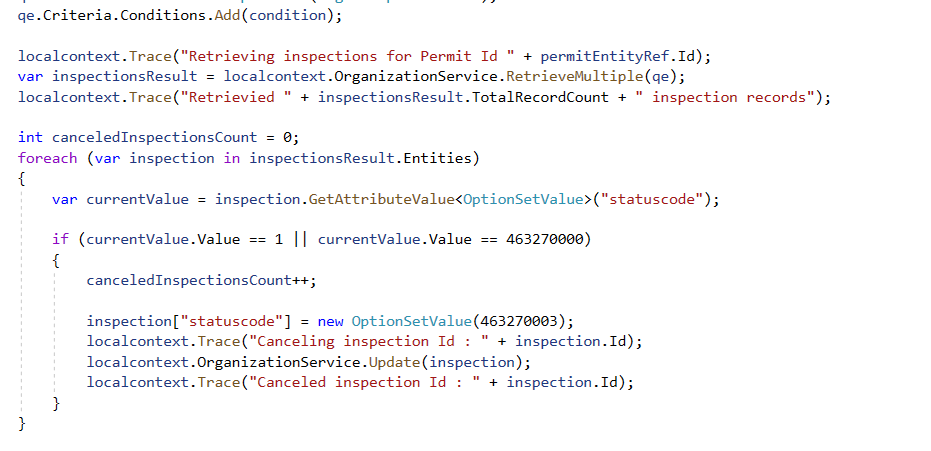 qe.Criteria.Conditions.Add(condition);
localcontext.Trace("Retrieving inspections for Permit Id " + permitEntityRef.Id);
var inspectionsResult = localcontext.OrganizationService.RetrieveMultiple(qe);
localcontext.Trace("Retrievied " + inspectionsResult.TotalRecordCount + " inspection records");
int canceledInspectionsCount = 0;
foreach (var inspection in inspectionsResult.Entities)
{
var currentValue = inspection.GetAttributeValue<OptionSetValue>("statuscode");
if (currentValue.Value == 1 || currentValue.Value == 463270000)
{
canceledInspectionsCount++;
inspection["statuscode"] = new OptionSetValue(463270003);
localcontext.Trace("Canceling inspection Id : " + inspection.Id);
localcontext.OrganizationService.Update(inspection);
localcontext.Trace("Canceled inspection Id : " + inspection.Id);
}
}